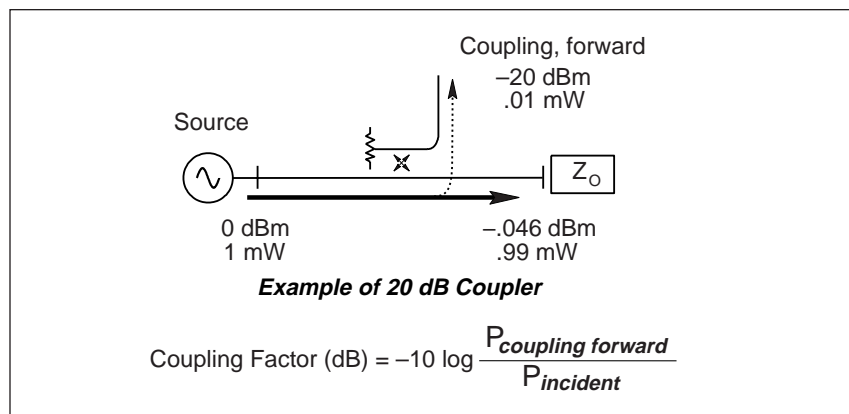 Coupling, forward
–20 dBm
.01 mW
Source
Z_O
0 dBm
1 mW
–.046 dBm
.99 mW
Example of 20 dB Coupler
Coupling Factor (dB) = –10 log P_coupling forward / P_incident